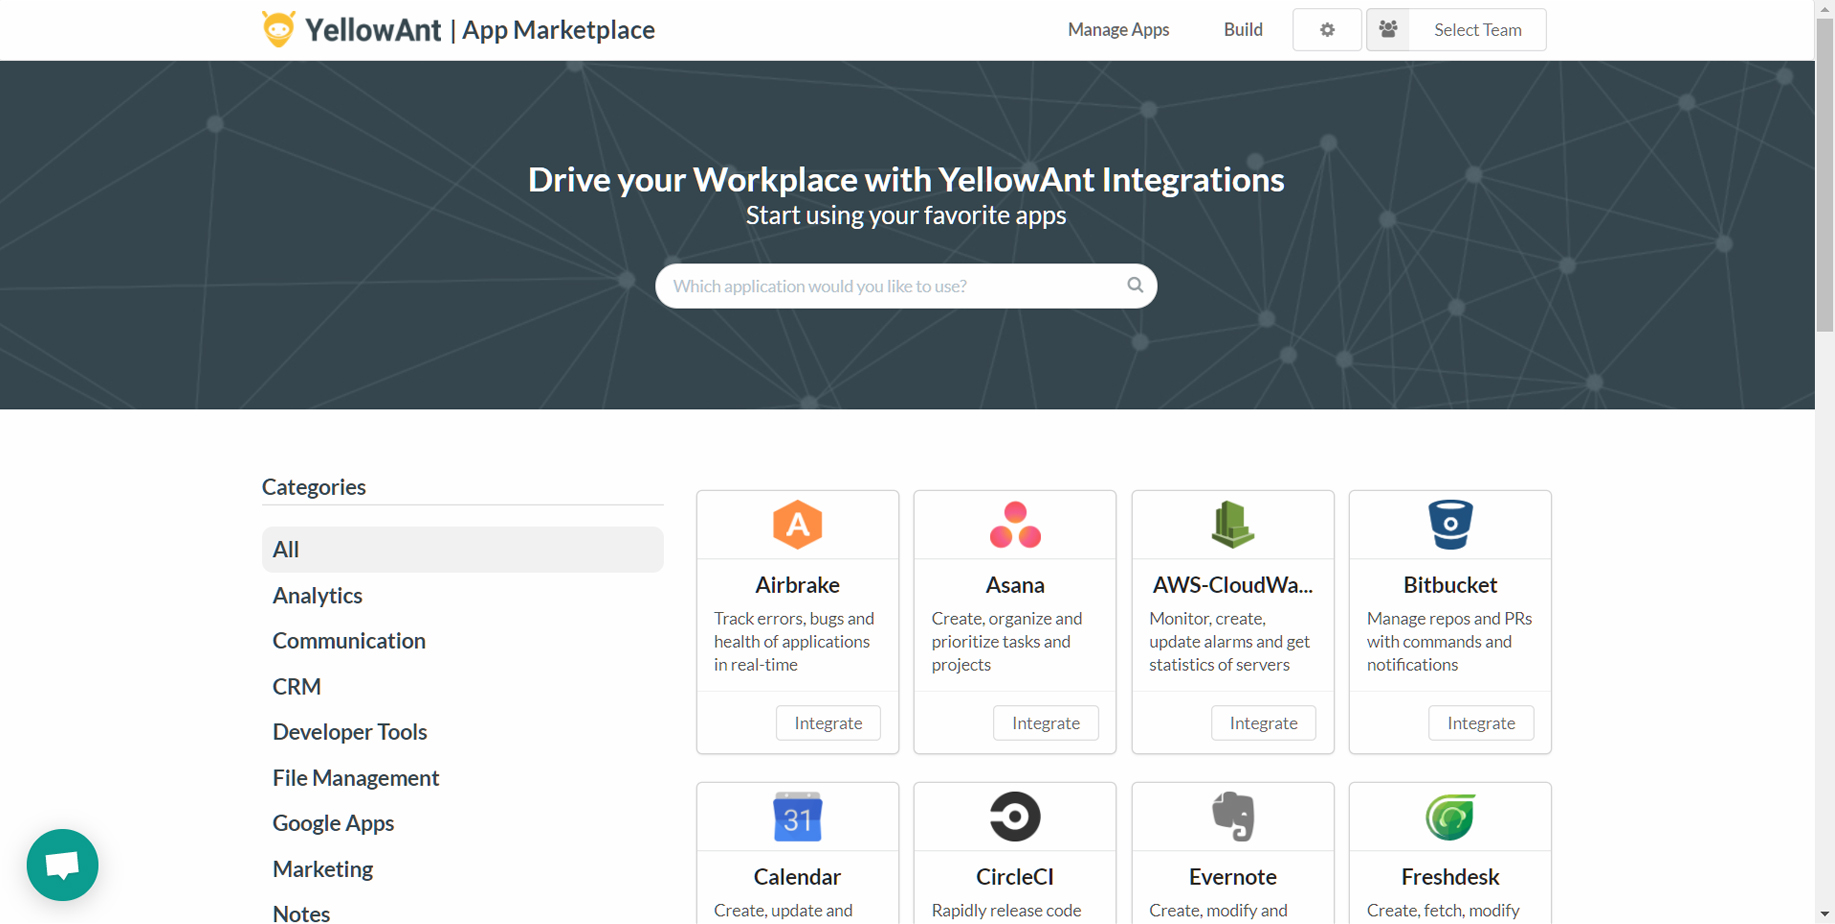 YellowAnt | App Marketplace
Manage Apps
Build
Select Team
Drive your Workplace with YellowAnt Integrations
Start using your favorite apps
Which application would you like to use?
Categories
All
Analytics
Communication
CRM
Developer Tools
File Management
Google Apps
Marketing
Notes
A
Airbrake
Track errors, bugs and
health of applications
in real-time
Integrate
Asana
Create, organize and
prioritize tasks and
projects
Integrate
AWS-CloudWa...
Monitor, create,
update alarms and get
statistics of servers
Integrate
Bitbucket
Manage repos and PRs
with commands and
notifications
Integrate
31
Calendar
Create, update and
CircleCI
Rapidly release code
Evernote
Create, modify and
Freshdesk
Create, fetch, modify